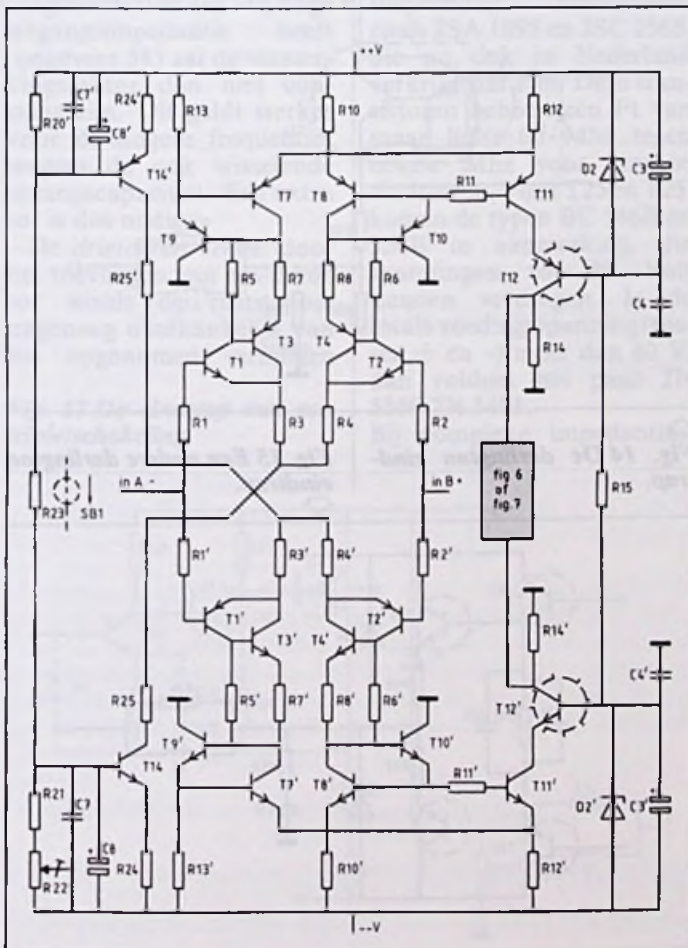 ++V
R20'
C7'
C8'
R24'
R13
R10
R12
T14'
T7
T8
R11
T11
D2
C3
T9
T10
T12
R25'
R5
R7
R8
R6
C4
T3
T4
R14
T1
T2
R1
R3
R4
R2
in A -
in B +
fig. 6
of
fig. 7
R15
R23
SB1
R1'
R3'
R4'
R2'
R14'
T1'
T3'
T4'
T2'
C4'
R25
R5'
R7'
R8'
R6'
T12'
T9'
T10'
T14
R21
C7
T7'
T8'
R11'
T11'
D2'
C3'
R22
C8
R24
R13'
R10'
R12'
--V